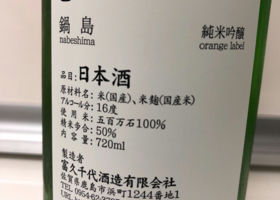 鍋島
nabeshima
純米吟醸
orange label
品目:日本酒
原材料名:米(国産)、米麹(国産米)
アルコール分:16度
使用米:五百万石100%
精米歩合:50%
内容量:720ml
製造者
富久千代酒造有限会社
佐賀県鹿島市浜町1244番地1
TEL 0954-62-3